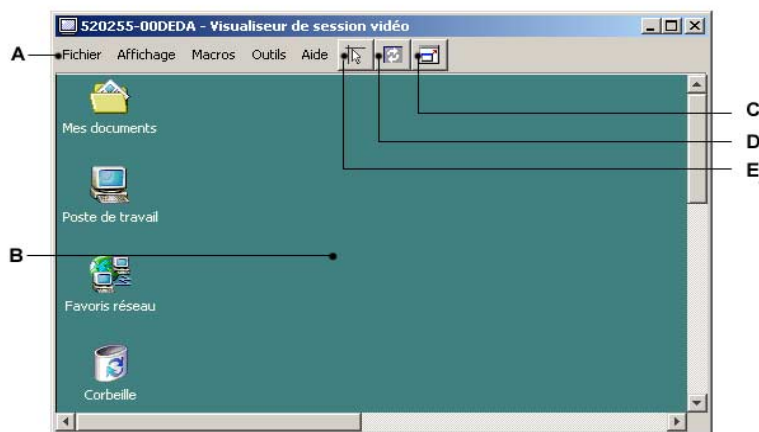 520255-00DEDA - Visualiseur de session vidéo
A
Fichier Affichage Macros Outils Aide
Mes documents
C
D
E
Poste de travail
B
Favoris réseau
Corbeille